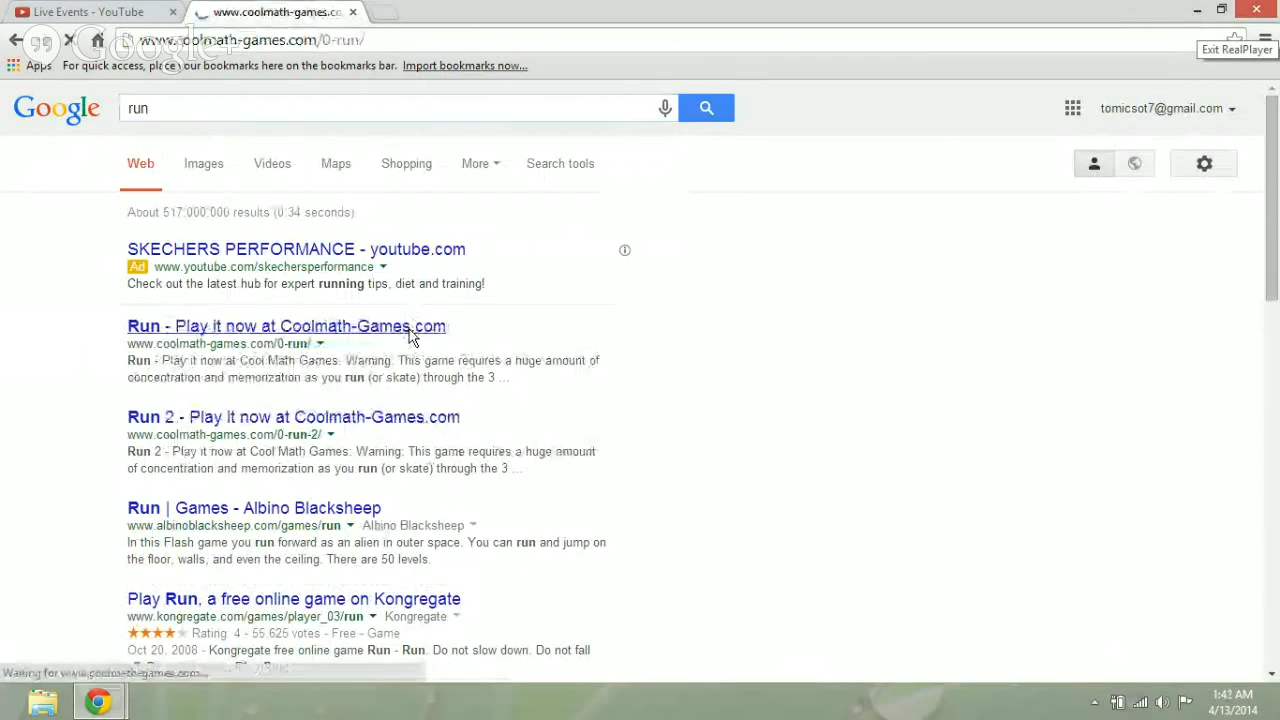 Live Events - YouTube
www.coolmath-games.co
www.coolmath-games.com/0-run/
Google+
Exit RealPlayer
Apps For quick access, place your bookmarks here on the bookmarks bar. Import bookmarks now...
Google run tomicsot7@gmail.com
Web Images Videos Maps Shopping More Search tools
About 517,000,000 results (0.34 seconds)
SKECHERS PERFORMANCE - youtube.com
Ad www.youtube.com/skechersperformance
Check out the latest hub for expert running tips, diet and training!
Run - Play it now at Coolmath-Games.com
www.coolmath-games.com/0-run/
Run - Play it now at Cool Math Games: Warning: This game requires a huge amount of
concentration and memorization as you run (or skate) through the 3 ...
Run 2 - Play it now at Coolmath-Games.com
www.coolmath-games.com/0-run-2/
Run 2 - Play it now at Cool Math Games: Warning: This game requires a huge amount
of concentration and memorization as you run (or skate) through the 3 ...
Run | Games - Albino Blacksheep
www.albinoblacksheep.com/games/run Albino Blacksheep
In this Flash game you run forward as an alien in outer space. You can run and jump on
the floor, walls, and even the ceiling. There are 50 levels.
Play Run, a free online game on Kongregate
www.kongregate.com/games/player_03/run Kongregate
Rating: 4 - 55,625 votes - Free - Game
Oct 20, 2008 - Kongregate free online game Run - Run. Do not slow down. Do not fall
Waiting for www.coolmath-games.com...
1:43 AM
4/13/2014